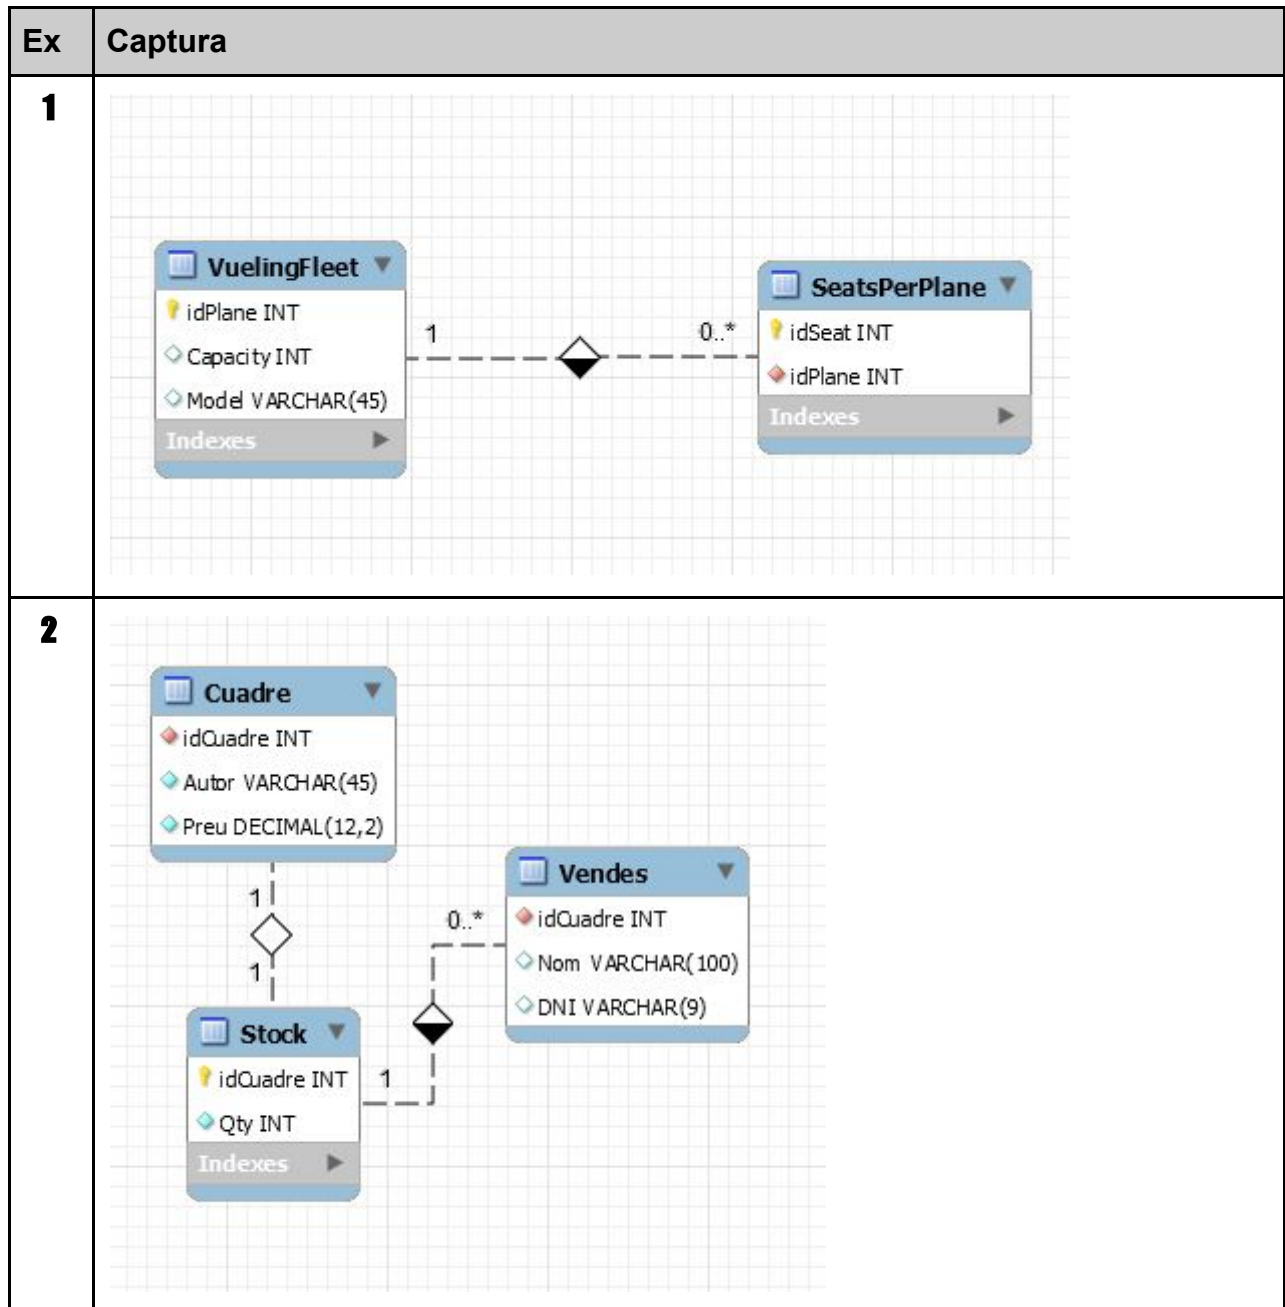 Ex Captura
1
VuelingFleet
idPlane INT
Capacity INT
Model VARCHAR(45)
Indexes
1
0..*
SeatsPerPlane
idSeat INT
idPlane INT
Indexes
2
Cuadre
idCuadre INT
Autor VARCHAR(45)
Preu DECIMAL(12,2)
1
1
Stock
idCuadre INT
Qty INT
Indexes
1
0..*
Vendes
idCuadre INT
Nom VARCHAR(100)
DNI VARCHAR(9)